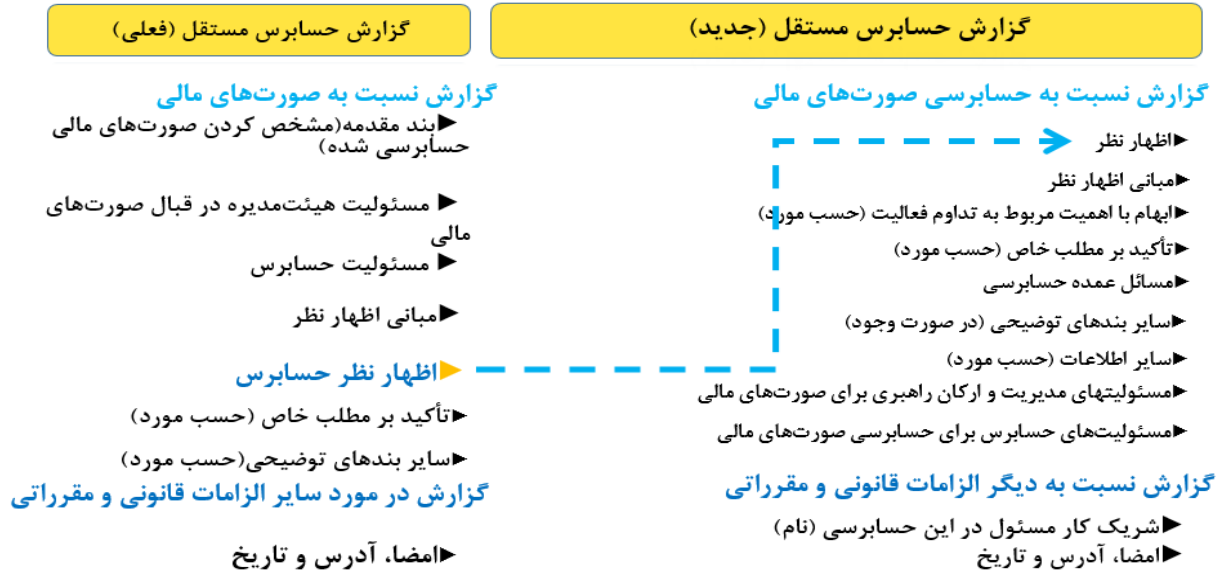 گزارش حسابرس مستقل (جدید)
گزارش نسبت به حسابرسی صورت‌های مالی
◄اظهار نظر
◄مبانی اظهار نظر
◄ابهام با اهمیت مربوط به تداوم فعالیت (حسب مورد)
◄تأکید بر مطلب خاص (حسب مورد)
◄مسائل عمده حسابرسی
◄سایر بندهای توضیحی (در صورت وجود)
◄سایر اطلاعات (حسب مورد)
◄مسئولیتهای مدیریت و ارکان راهبری برای صورت‌های مالی
◄مسئولیت‌های حسابرس برای حسابرسی صورت‌های مالی
گزارش نسبت به دیگر الزامات قانونی و مقرراتی
◄شریک کار مسئول در این حسابرسی (نام)
◄امضا، آدرس و تاریخ
گزارش حسابرس مستقل (فعلی)
گزارش نسبت به صورت‌های مالی
◄بند مقدمه(مشخص کردن صورت‌های مالی
حسابرسی شده)
◄ مسئولیت هیئت‌مدیره در قبال صورت‌های
مالی
◄ مسئولیت حسابرس
◄مبانی اظهار نظر
◄اظهار نظر حسابرس
◄تأکید بر مطلب خاص (حسب مورد)
◄سایر بندهای توضیحی(حسب مورد)
گزارش در مورد سایر الزامات قانونی و مقرراتی
◄امضا، آدرس و تاریخ